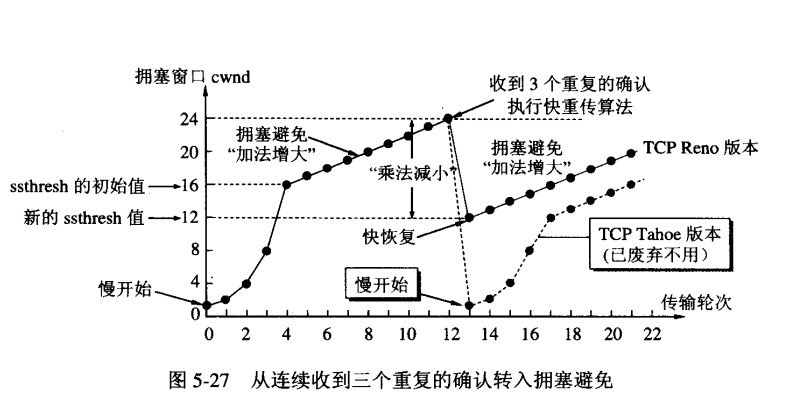 拥塞窗口 cwnd
收到 3 个重复的确认
执行快重传算法
24
拥塞避免
“加法增大”
拥塞避免
“加法增大”
20
TCP Reno 版本
“乘法减小”
ssthresh 的初始值
16
新的 ssthresh 值
12
快恢复
TCP Tahoe 版本
(已废弃不用)
8
慢开始
4
慢开始
传输轮次
0
0 2 4 6 8 10 12 14 16 18 20 22
图 5-27 从连续收到三个重复的确认转入拥塞避免